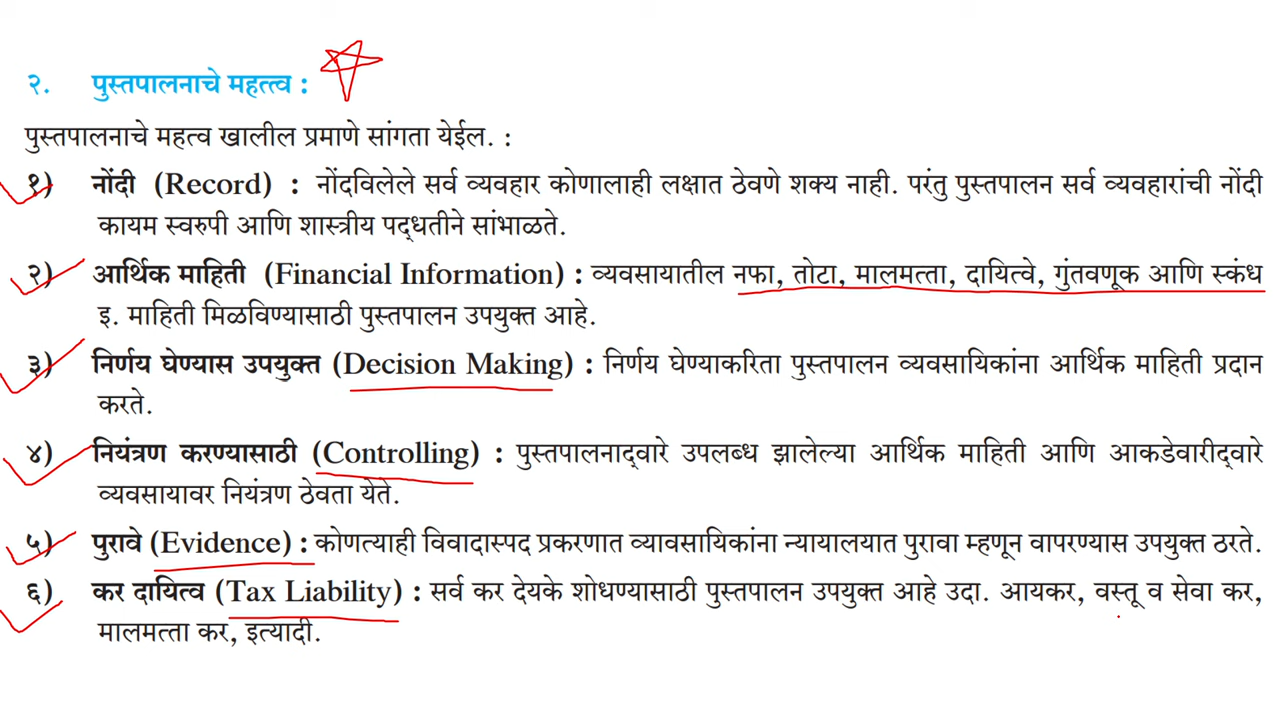 २. पुस्तपालनाचे महत्त्व :
पुस्तपालनाचे महत्व खालील प्रमाणे सांगता येईल. :
१) नोंदी (Record) : नोंदविलेले सर्व व्यवहार कोणालाही लक्षात ठेवणे शक्य नाही. परंतु पुस्तपालन सर्व व्यवहारांची नोंदी
कायम स्वरुपी आणि शास्त्रीय पद्धतीने सांभाळते.
२) आर्थिक माहिती (Financial Information) : व्यवसायातील नफा, तोटा, मालमत्ता, दायित्वे, गुंतवणूक आणि स्कंध
इ. माहिती मिळविण्यासाठी पुस्तपालन उपयुक्त आहे.
३) निर्णय घेण्यास उपयुक्त (Decision Making) : निर्णय घेण्याकरिता पुस्तपालन व्यवसायिकांना आर्थिक माहिती प्रदान
करते.
४) नियंत्रण करण्यासाठी (Controlling) : पुस्तपालनाद्‌वारे उपलब्ध झालेल्या आर्थिक माहिती आणि आकडेवारीद्‌वारे
व्यवसायावर नियंत्रण ठेवता येते.
५) पुरावे (Evidence) : कोणत्याही विवादास्पद प्रकरणात व्यावसायिकांना न्यायालयात पुरावा म्हणून वापरण्यास उपयुक्त ठरते.
६) कर दायित्व (Tax Liability) : सर्व कर देयके शोधण्यासाठी पुस्तपालन उपयुक्त आहे उदा. आयकर, वस्तू व सेवा कर,
मालमत्ता कर, इत्यादी.